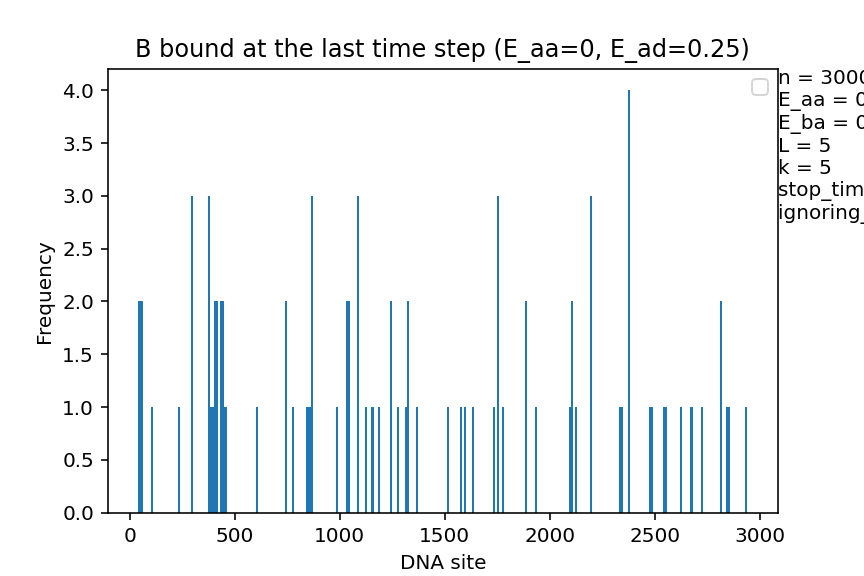 B bound at the last time step (E_aa=0, E_ad=0.25)
4.0
3.5
3.0
2.5
2.0
1.5
1.0
0.5
0.0
Frequency
0
500
1000
1500
2000
2500
3000
DNA site
n = 3000
E_aa = 0
E_ba = 0
L = 5
k = 5
stop_tim
ignoring_